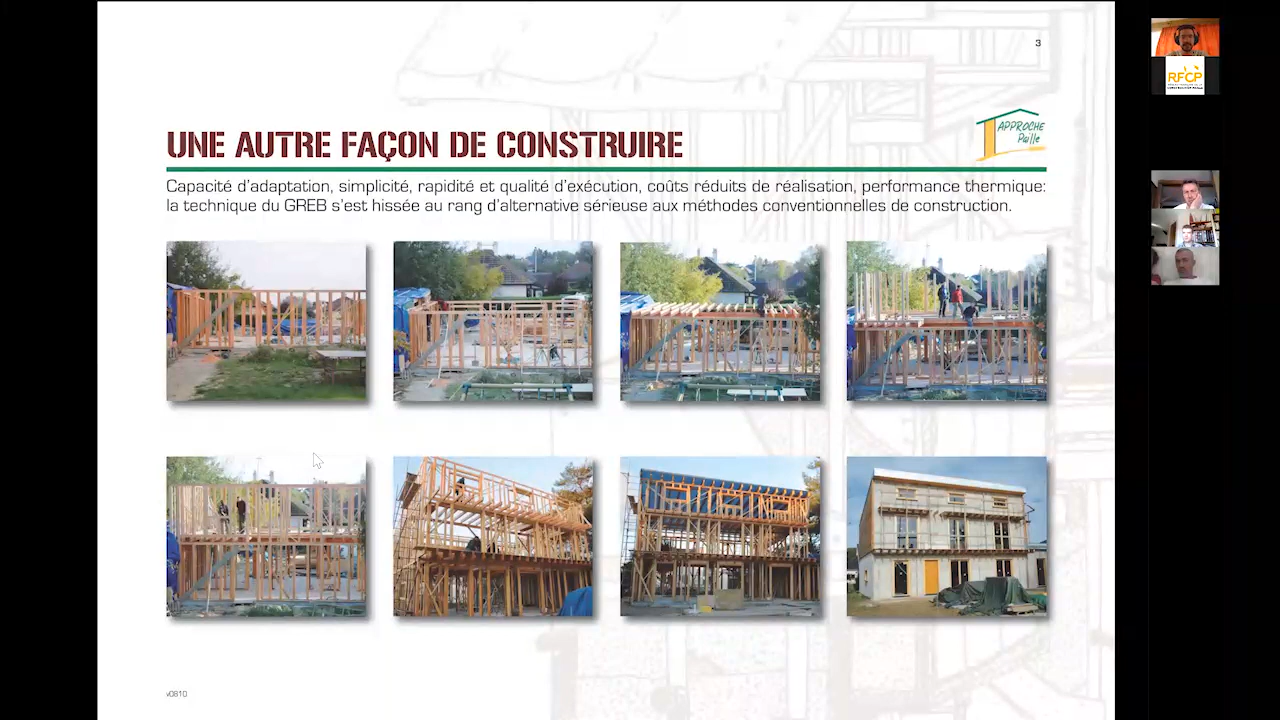 3
UNE AUTRE FAÇON DE CONSTRUIRE
APPROCHE
Paille
Capacité d'adaptation, simplicité, rapidité et qualité d'exécution, coûts réduits de réalisation, performance thermique:
la technique du GREB s'est hissée au rang d'alternative sérieuse aux méthodes conventionnelles de construction.
v0810
RFCP